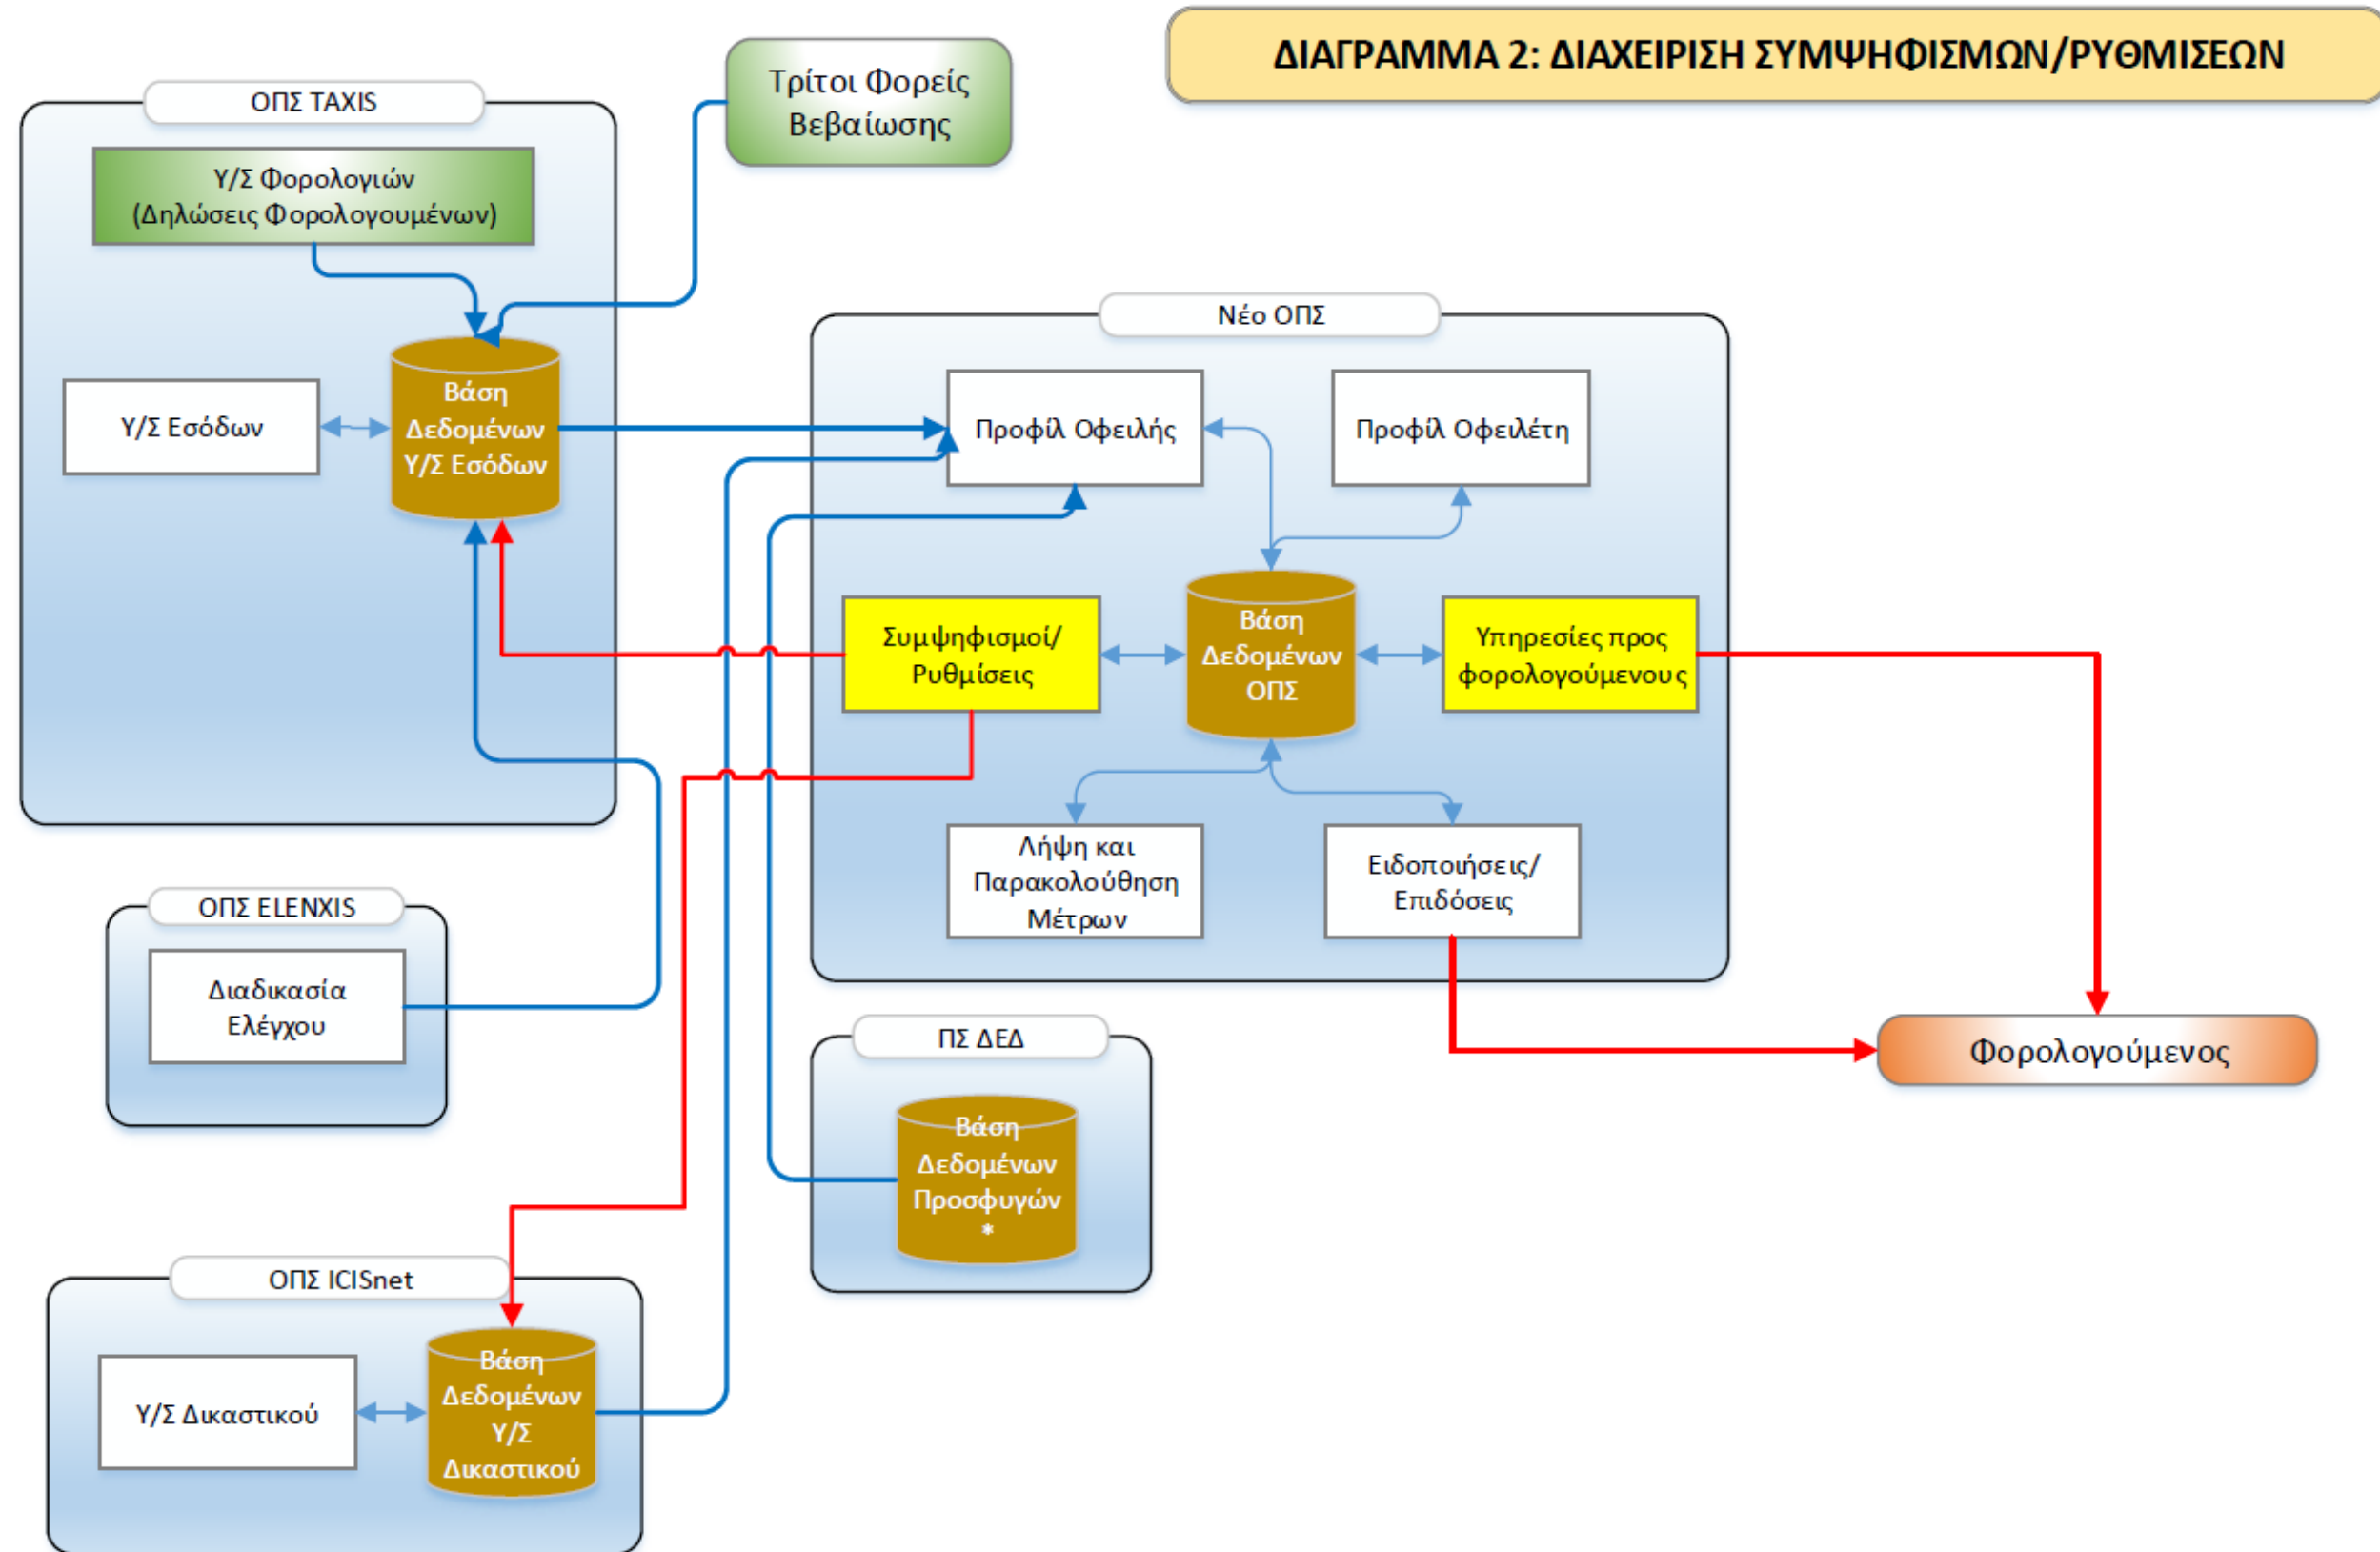 ΔΙΑΓΡΑΜΜΑ 2: ΔΙΑΧΕΙΡΙΣΗ ΣΥΜΨΗΦΙΣΜΩΝ/ΡΥΘΜΙΣΕΩΝ
Τρίτοι Φορείς
Βεβαίωσης
ΟΠΣ TAXIS
Υ/Σ Φορολογιών
(Δηλώσεις Φορολογουμένων)
Υ/Σ Εσόδων
Βάση
Δεδομένων
Υ/Σ Εσόδων
Νέο ΟΠΣ
Προφίλ Οφειλής
Προφίλ Οφειλέτη
Συμψηφισμοί/
Ρυθμίσεις
Βάση
Δεδομένων
ΟΠΣ
Υπηρεσίες προς
φορολογούμενους
Λήψη και
Παρακολούθηση
Μέτρων
Ειδοποιήσεις/
Επιδόσεις
ΟΠΣ ELENXIS
Διαδικασία
Ελέγχου
ΠΣ ΔΕΔ
Βάση
Δεδομένων
Προσφυγών
*
Φορολογούμενος
ΟΠΣ ICISnet
Υ/Σ Δικαστικού
Βάση
Δεδομένων
Υ/Σ
Δικαστικού